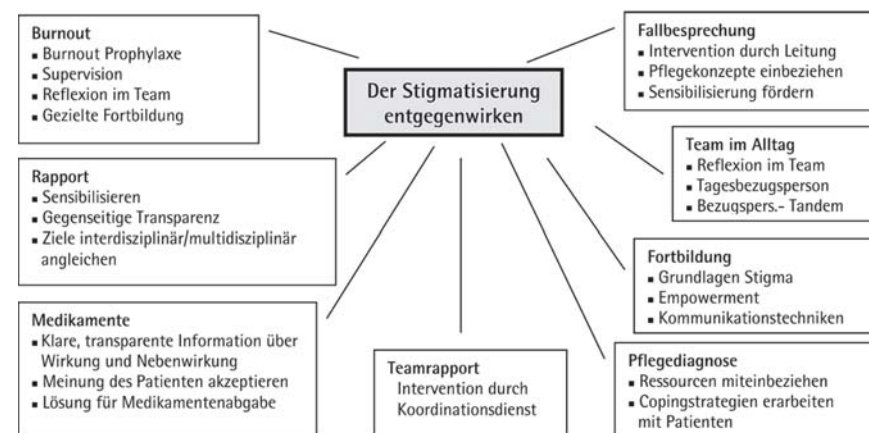 Burnout
▪ Burnout Prophylaxe
▪ Supervision
▪ Reflexion im Team
▪ Gezielte Fortbildung
Der Stigmatisierung
entgegenwirken
Fallbesprechung
▪ Intervention durch Leitung
▪ Pflegekonzepte einbeziehen
▪ Sensibilisierung fördern
Rapport
▪ Sensibilisieren
▪ Gegenseitige Transparenz
▪ Ziele interdisziplinär/multidisziplinär
angleichen
Team im Alltag
▪ Reflexion im Team
▪ Tagesbezugsperson
▪ Bezugspers.- Tandem
Fortbildung
▪ Grundlagen Stigma
▪ Empowerment
▪ Kommunikationstechniken
Medikamente
▪ Klare, transparente Information über
Wirkung und Nebenwirkung
▪ Meinung des Patienten akzeptieren
▪ Lösung für Medikamentenabgabe
Teamrapport
Intervention durch
Koordinationsdienst
Pflegediagnose
▪ Ressourcen miteinbeziehen
▪ Copingstrategien erarbeiten
mit Patienten